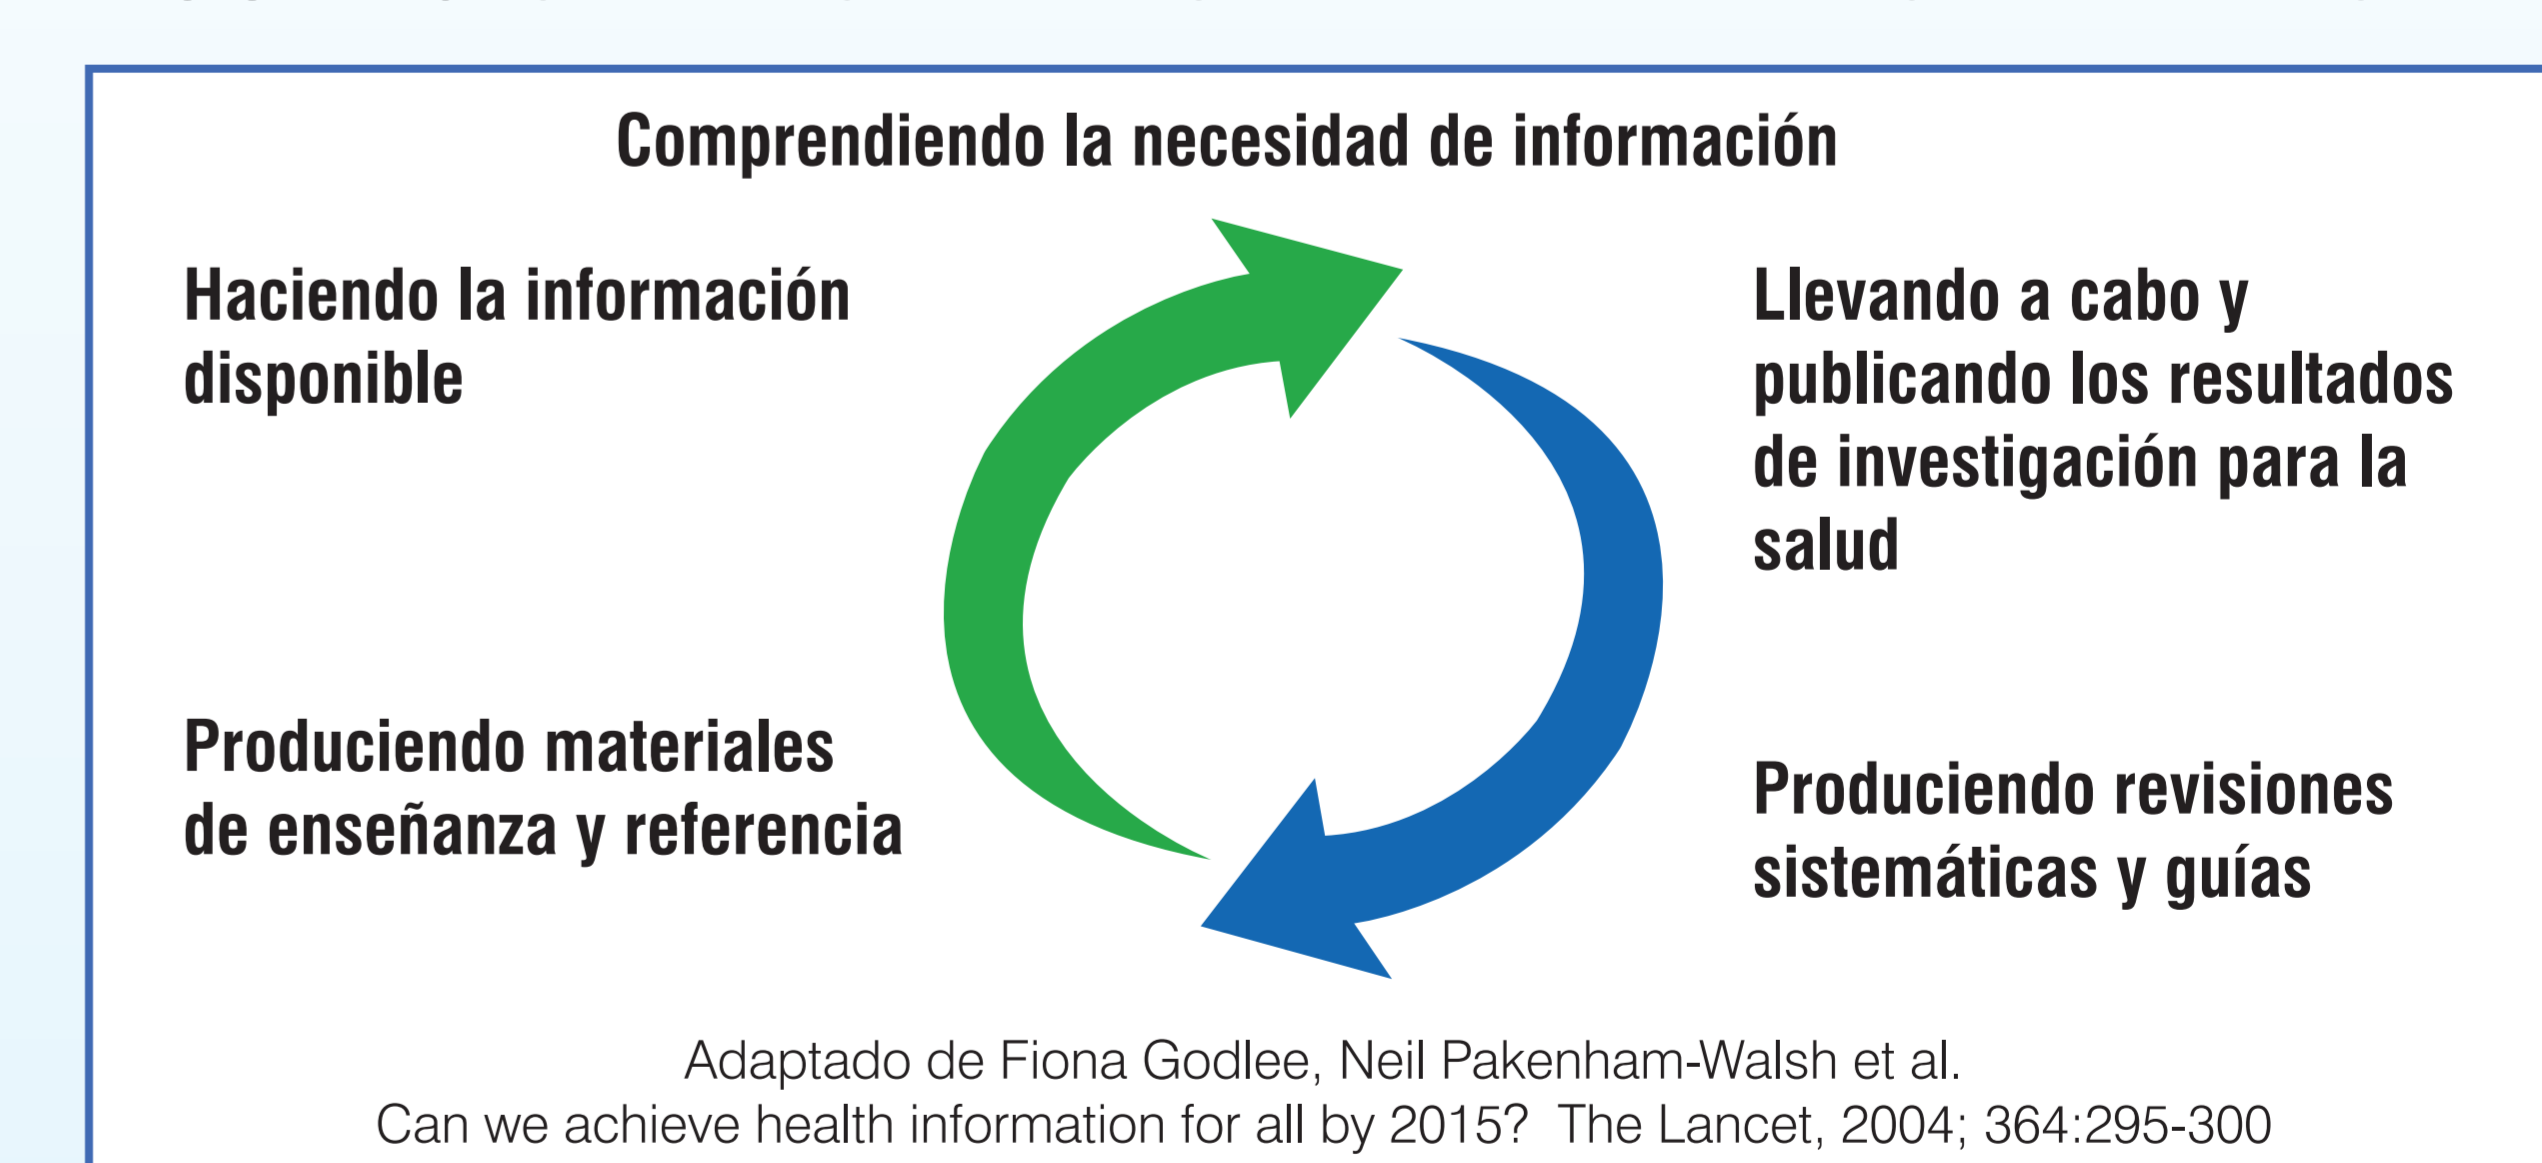 Comprendiendo la necesidad de información
Haciendo la información
disponible
Llevando a cabo y
publicando los resultados
de investigación para la
salud
Produciendo materiales
de enseñanza y referencia
Produciendo revisiones
sistemáticas y guías
Adaptado de Fiona Godlee, Neil Pakenham-Walsh et al.
Can we achieve health information for all by 2015? The Lancet, 2004; 364:295-300